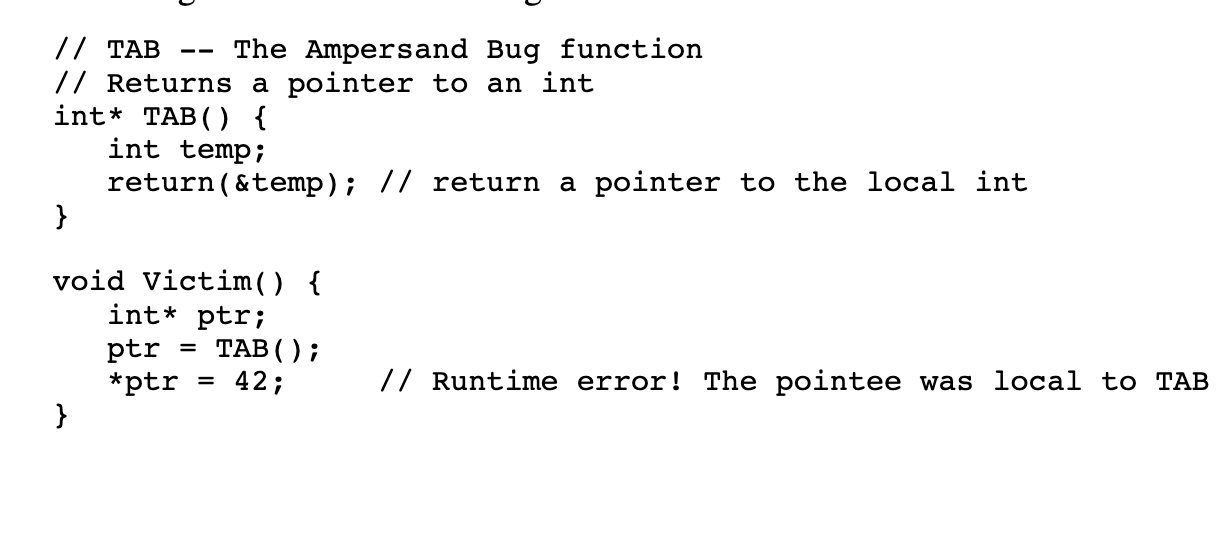 // TAB -- The Ampersand Bug function
// Returns a pointer to an int
int* TAB() {
   int temp;
   return(&temp); // return a pointer to the local int
}

void Victim() {
   int* ptr;
   ptr = TAB();
   *ptr = 42;     // Runtime error! The pointee was local to TAB
}